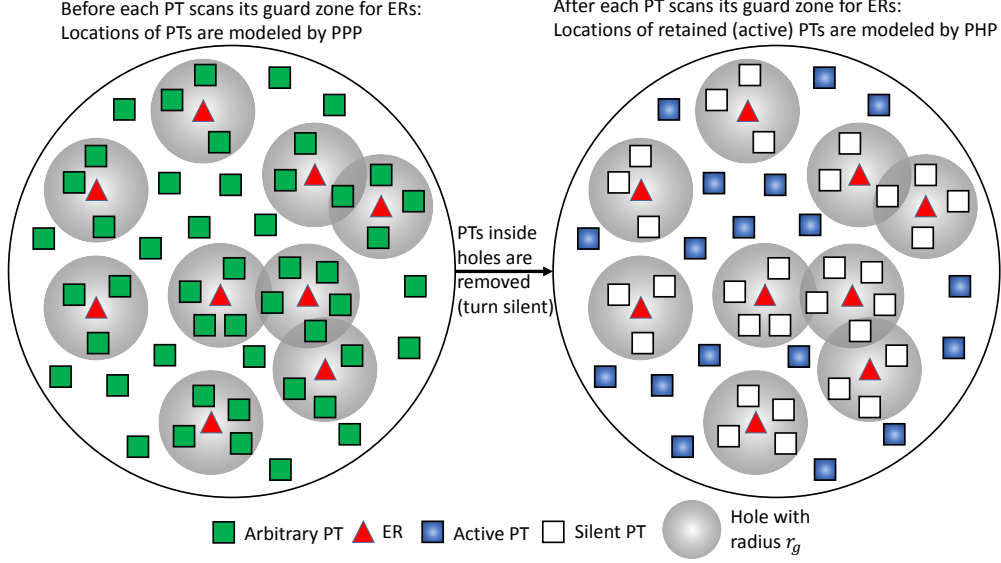 Before each PT scans its guard zone for ERs:
Locations of PTs are modeled by PPP
After each PT scans its guard zone for ERs:
Locations of retained (active) PTs are modeled by PHP
PTs inside
holes are
removed
(turn silent)
Arbitrary PT
ER
Active PT
Silent PT
Hole with
radius r_g